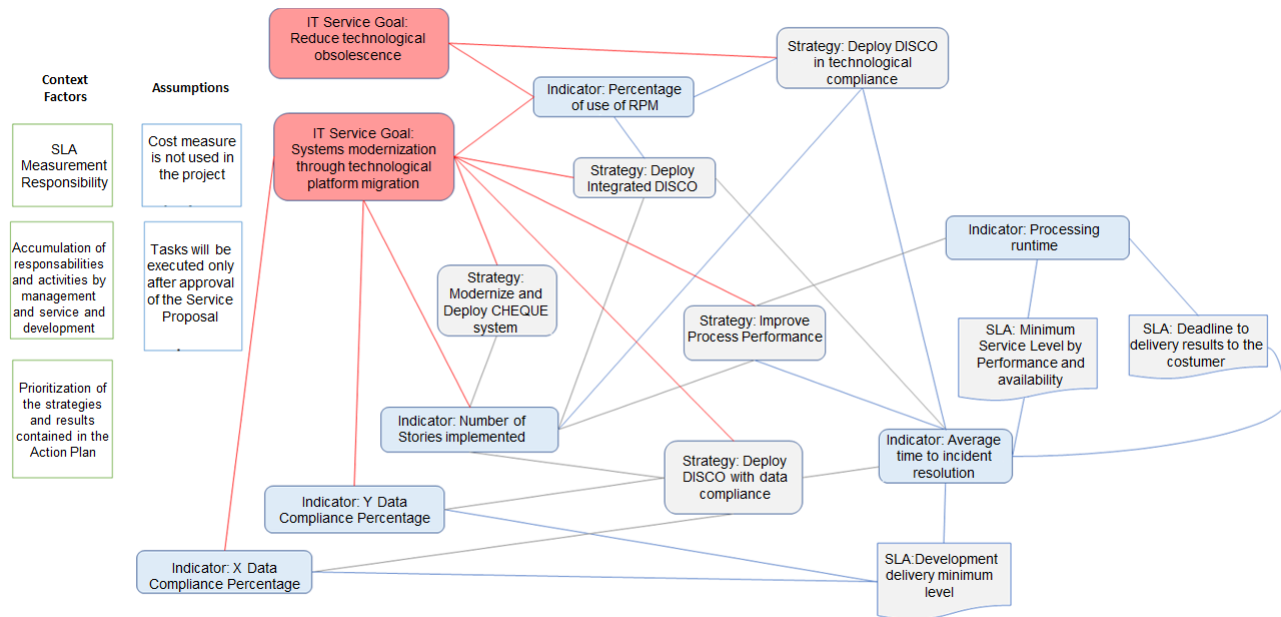 Context
Factors
Assumptions
SLA
Measurement
Responsibility
Cost measure
is not used in
the project
Accumulation of
responsabilities
and activities by
management
and service and
development
Tasks will be
executed only
after approval
of the Service
Proposal
Prioritization of
the strategies
and results
contained in the
Action Plan
IT Service Goal:
Reduce technological
obsolescence
IT Service Goal:
Systems modernization
through technological
platform migration
Indicator: Percentage
of use of RPM
Strategy: Deploy DISCO
in technological
compliance
Strategy: Deploy
Integrated DISCO
Indicator: Processing
runtime
Strategy:
Modernize and
Deploy CHEQUE
system
Strategy: Improve
Process Performance
SLA: Minimum
Service Level by
Performance and
availability
SLA: Deadline to
delivery results to the
costumer
Indicator: Number of
Stories implemented
Indicator: Average
time to incident
resolution
Strategy: Deploy
DISCO with data
compliance
Indicator: Y Data
Compliance Percentage
Indicator: X Data
Compliance Percentage
SLA:Development
delivery minimum
level